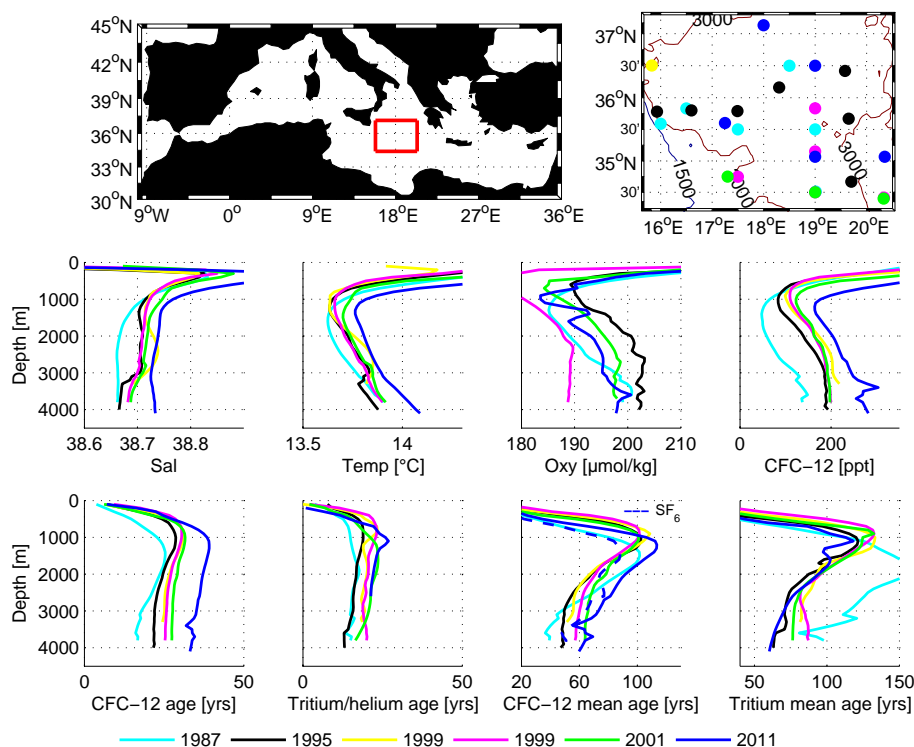 45°N
42°N
39°N
36°N
33°N
30°N
9°W 0° 9°E 18°E 27°E 36°E
3000
37°N
30'
36°N
30'
35°N
30'
1500
3000
16°E 17°E 18°E 19°E 20°E
0
1000
2000
3000
4000
Depth [m]
38.6 38.7 38.8
Sal
13.5 14
Temp [°C]
180 190 200 210
Oxy [µmol/kg]
0 200
CFC−12 [ppt]
0
1000
2000
3000
4000
Depth [m]
0 50
CFC−12 age [yrs]
0 50
Tritium/helium age [yrs]
SF6
20 60 100
CFC−12 mean age [yrs]
50 100 150
Tritium mean age [yrs]
1987 1995 1999 1999 2001 2011